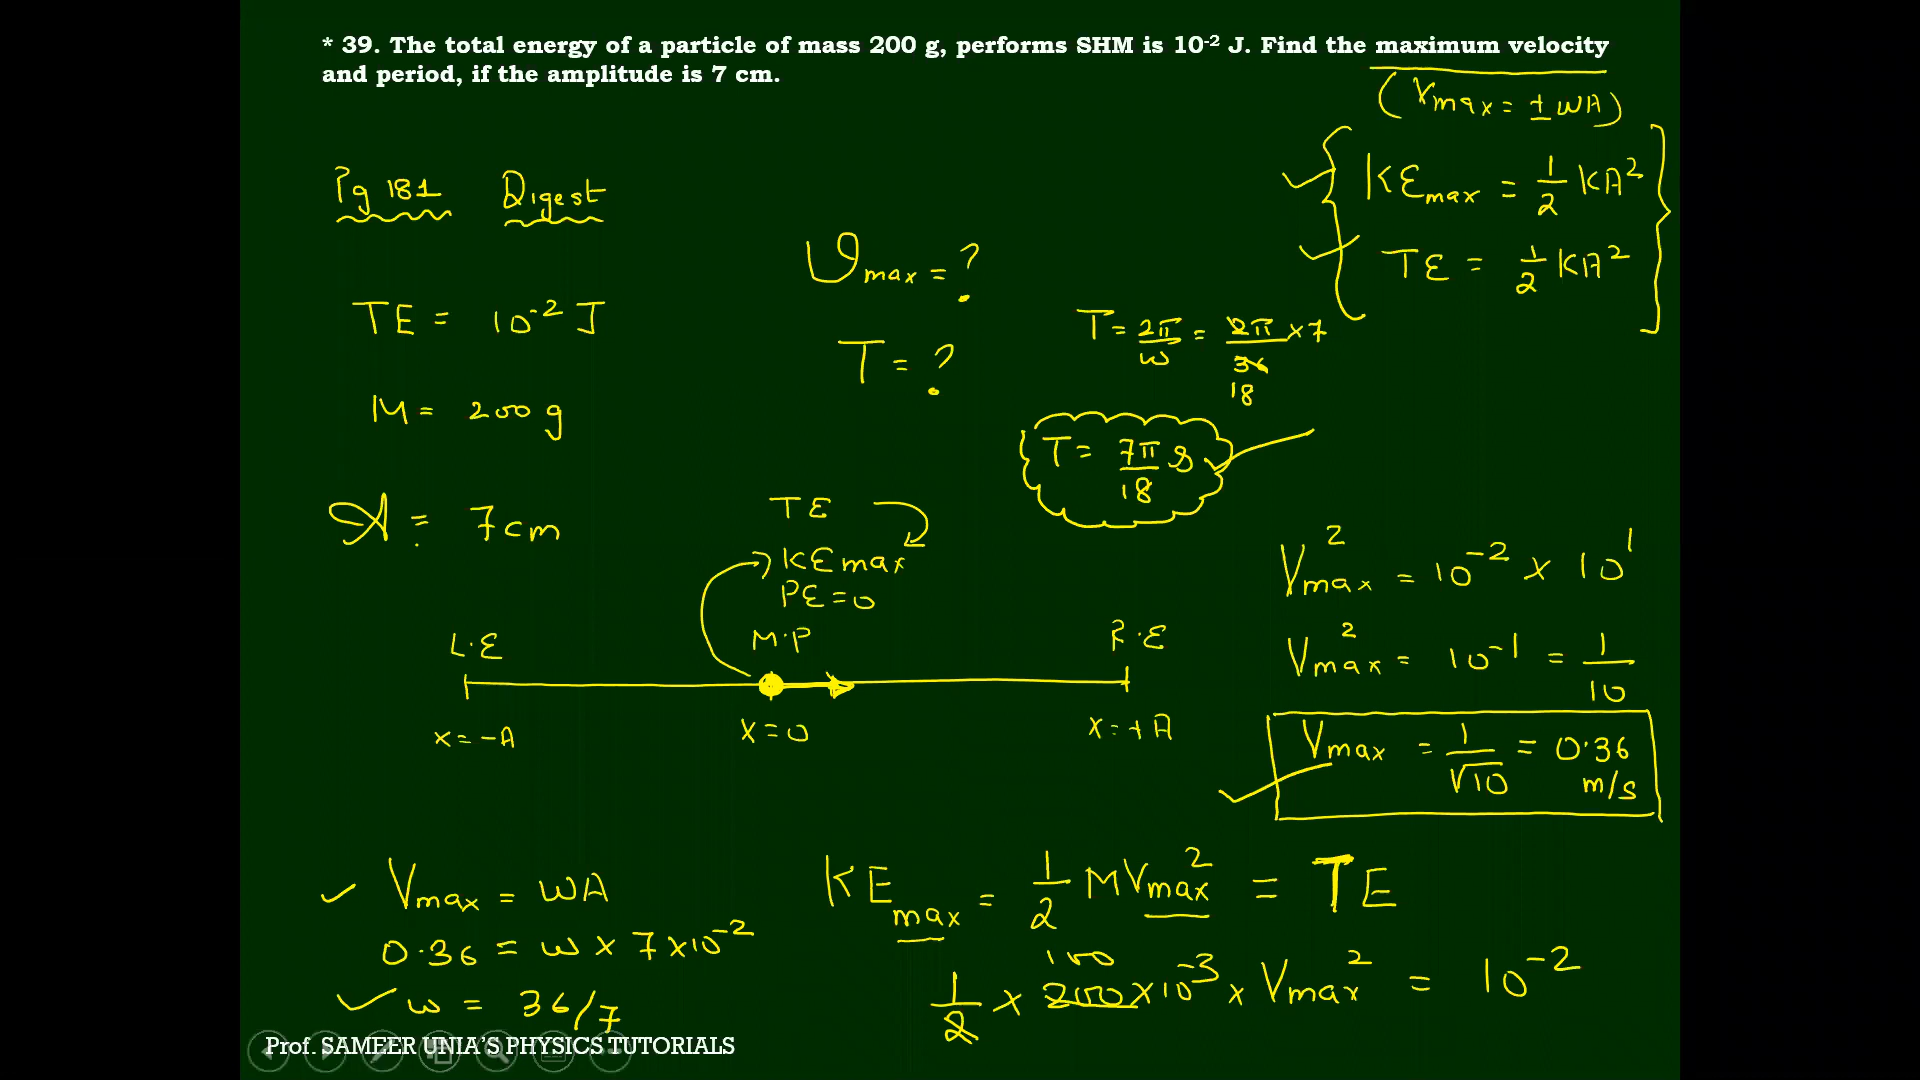 * 39. The total energy of a particle of mass 200 g, performs SHM is 10⁻² J. Find the maximum velocity
and period, if the amplitude is 7 cm.
(Vmax = ± ωA)
Pg 181 Digest
KEmax = 1/2 KA²
TE = 1/2 KA²
TE = 10⁻² J
M = 200 g
A = 7 cm
Vmax = ?
T = ?
T = 2π/ω = 2π/36 × 7
18
T = 7π/18 s
TE
KEmax
PE = 0
L.E
M.P
R.E
x = -A
x = 0
x = +A
Vmax² = 10⁻² × 10¹
Vmax² = 10⁻¹ = 1/10
Vmax = 1/√10 = 0.36 m/s
Vmax = ωA
0.36 = ω × 7 × 10⁻²
ω = 36/7
KEmax = 1/2 MVmax² = TE
100
1/2 × 200 × 10⁻³ × Vmax² = 10⁻²
Prof. SAMEER UNIA'S PHYSICS TUTORIALS